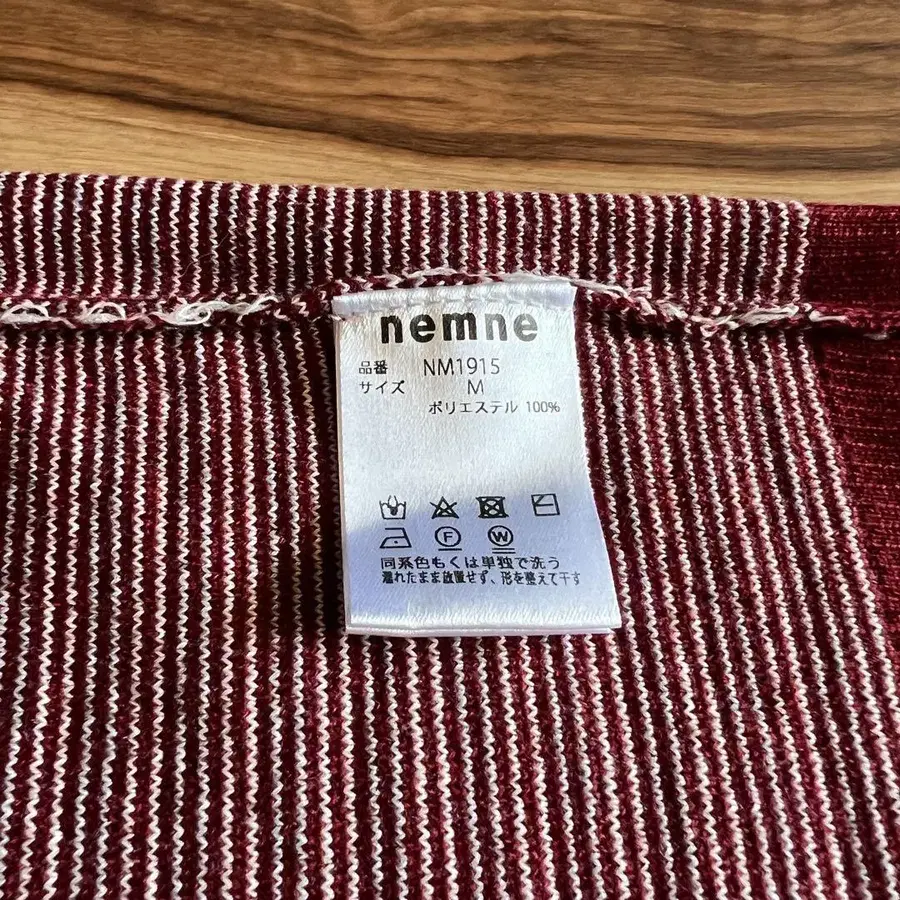 nemne
品番 NM1915
サイズ M
ポリエステル 100%
F W
同系色もくは単独で洗う
濡れたまま放置せず、形を整えて干す